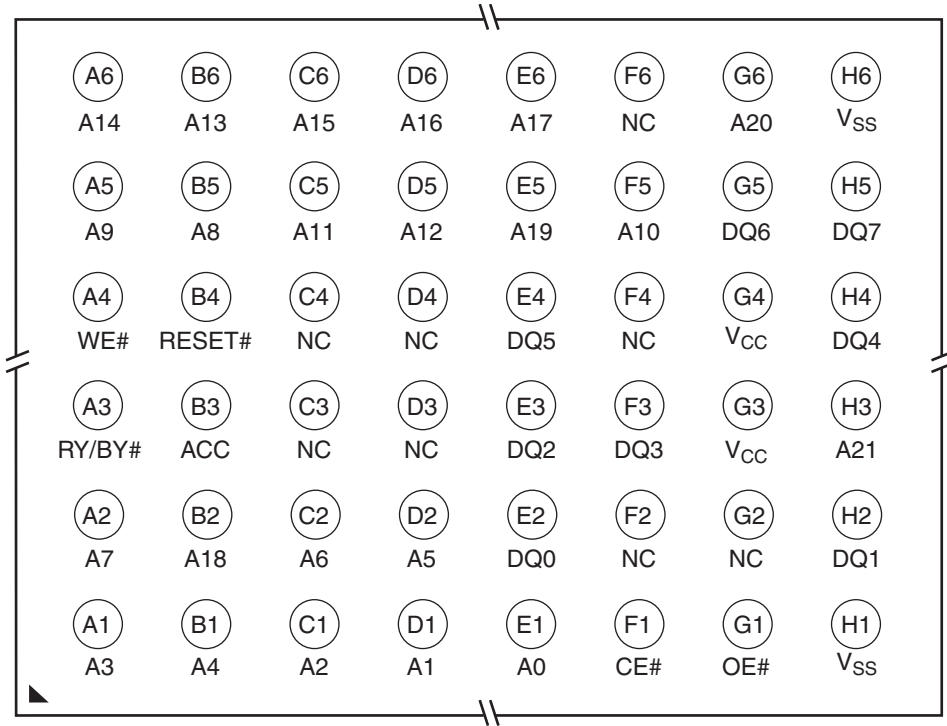 A6 B6 C6 D6 E6 F6 G6 H6
A14 A13 A15 A16 A17 NC A20 VSS
A5 B5 C5 D5 E5 F5 G5 H5
A9 A8 A11 A12 A19 A10 DQ6 DQ7
A4 B4 C4 D4 E4 F4 G4 H4
WE# RESET# NC NC DQ5 NC VCC DQ4
A3 B3 C3 D3 E3 F3 G3 H3
RY/BY# ACC NC NC DQ2 DQ3 VCC A21
A2 B2 C2 D2 E2 F2 G2 H2
A7 A18 A6 A5 DQ0 NC NC DQ1
A1 B1 C1 D1 E1 F1 G1 H1
A3 A4 A2 A1 A0 CE# OE# VSS